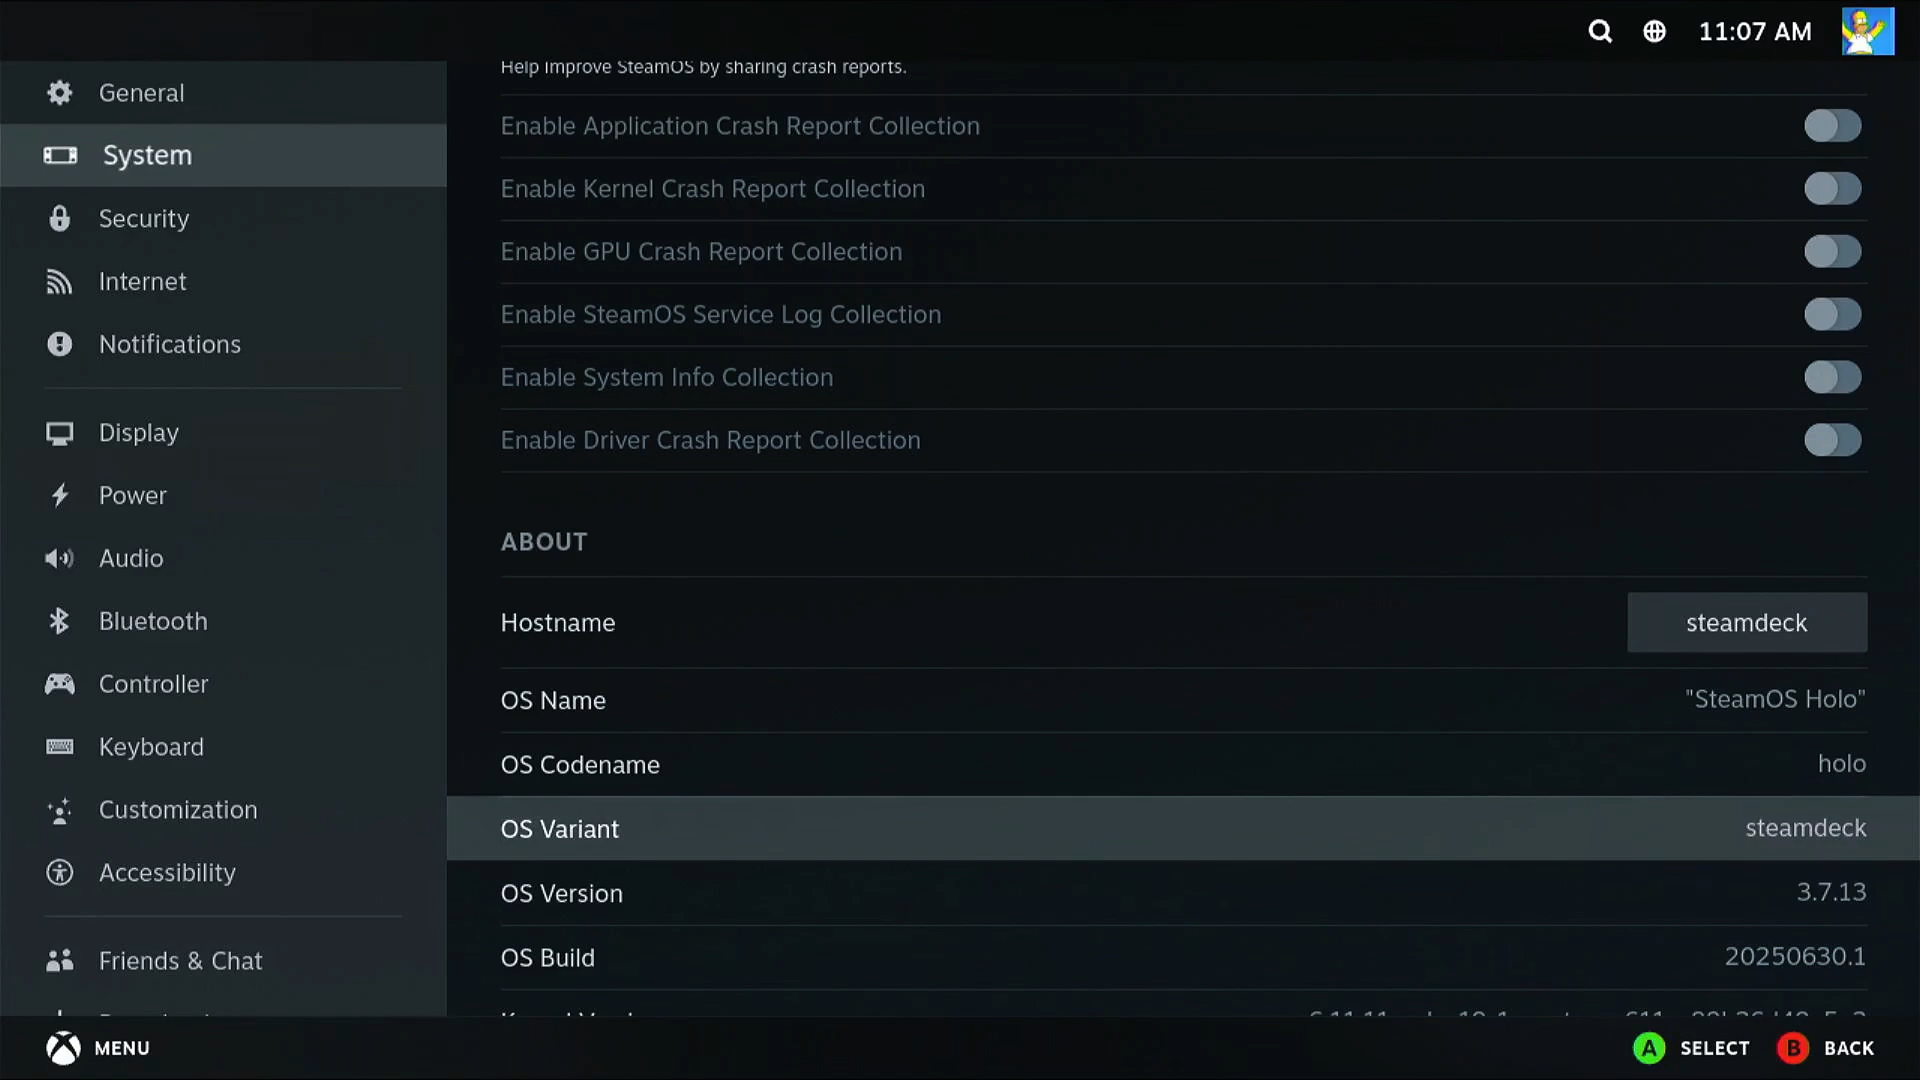 11:07 AM
General
System
Security
Internet
Notifications
Display
Power
Audio
Bluetooth
Controller
Keyboard
Customization
Accessibility
Friends & Chat
Help improve SteamOS by sharing crash reports.
Enable Application Crash Report Collection
Enable Kernel Crash Report Collection
Enable GPU Crash Report Collection
Enable SteamOS Service Log Collection
Enable System Info Collection
Enable Driver Crash Report Collection
ABOUT
Hostname steamdeck
OS Name "SteamOS Holo"
OS Codename holo
OS Variant steamdeck
OS Version 3.7.13
OS Build 20250630.1
MENU
A SELECT B BACK